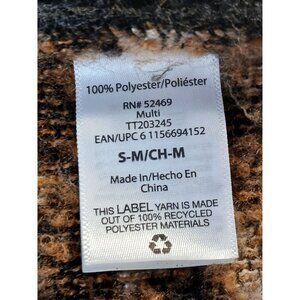 100% Polyester/Poliéster
RN# 52469
Multi
TT203245
EAN/UPC 6 1156694152
S-M/CH-M
Made In/Hecho En
China
THIS LABEL YARN IS MADE
OUT OF 100% RECYCLED
POLYESTER MATERIALS